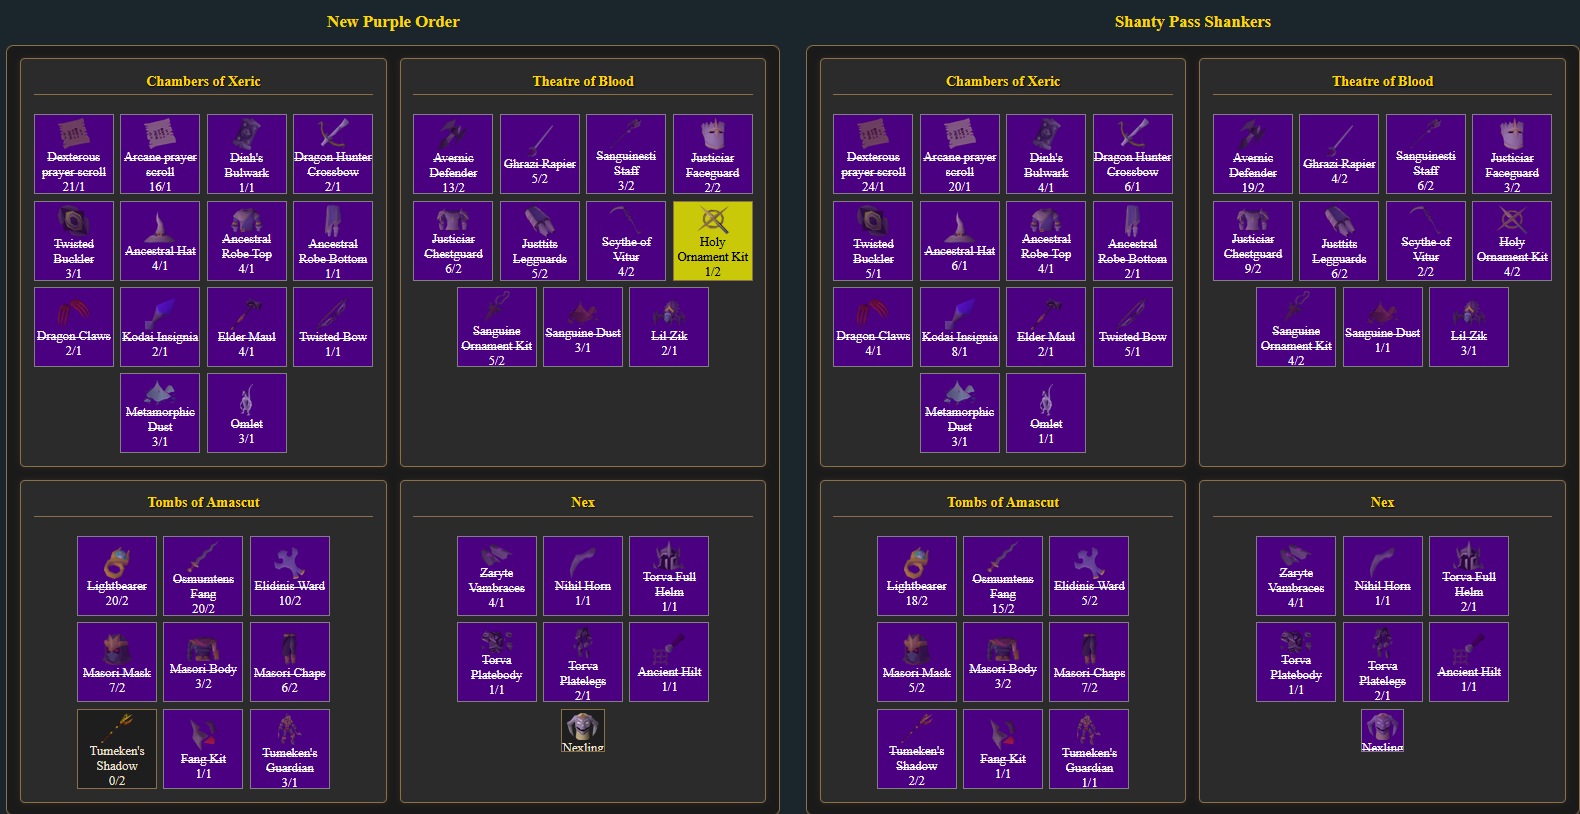 New Purple Order
Shanty Pass Shankers
Chambers of Xeric
Dexterous
prayer scroll
21/1
Arcane prayer
scroll
16/1
Dinh's
Bulwark
1/1
Dragon Hunter
Crossbow
2/1
Twisted
Buckler
3/1
Ancestral Hat
4/1
Ancestral
Robe Top
4/1
Ancestral
Robe Bottom
1/1
Dragon Claws
2/1
Kodai Insignia
2/1
Elder Maul
4/1
Twisted Bow
1/1
Metamorphic
Dust
3/1
Omlet
3/1
Theatre of Blood
Avernic
Defender
13/2
Ghrazi Rapier
5/2
Sanguinesti
Staff
3/2
Justiciar
Faceguard
2/2
Justiciar
Chestguard
6/2
Justtits
Legguards
5/2
Scythe of
Vitur
4/2
Holy
Ornament Kit
1/2
Sanguine
Ornament Kit
5/2
Sanguine Dust
3/1
Lil Zik
2/1
Tombs of Amascut
Lightbearer
20/2
Osmumtens
Fang
20/2
Elidinis Ward
10/2
Masori Mask
7/2
Masori Body
3/2
Masori Chaps
6/2
Tumeken's
Shadow
0/2
Fang Kit
1/1
Tumeken's
Guardian
3/1
Nex
Zaryte
Vambraces
4/1
Nihil Horn
1/1
Torva Full
Helm
1/1
Torva
Platebody
1/1
Torva
Platelegs
2/1
Ancient Hilt
1/1
Nexling
Chambers of Xeric
Dexterous
prayer scroll
24/1
Arcane prayer
scroll
20/1
Dinh's
Bulwark
4/1
Dragon Hunter
Crossbow
6/1
Twisted
Buckler
5/1
Ancestral Hat
6/1
Ancestral
Robe Top
4/1
Ancestral
Robe Bottom
2/1
Dragon Claws
4/1
Kodai Insignia
8/1
Elder Maul
2/1
Twisted Bow
5/1
Metamorphic
Dust
3/1
Omlet
1/1
Theatre of Blood
Avernic
Defender
19/2
Ghrazi Rapier
4/2
Sanguinesti
Staff
6/2
Justiciar
Faceguard
3/2
Justiciar
Chestguard
9/2
Justtits
Legguards
6/2
Scythe of
Vitur
2/2
Holy
Ornament Kit
4/2
Sanguine
Ornament Kit
4/2
Sanguine Dust
1/1
Lil Zik
3/1
Tombs of Amascut
Lightbearer
18/2
Osmumtens
Fang
15/2
Elidinis Ward
5/2
Masori Mask
5/2
Masori Body
3/2
Masori Chaps
7/2
Tumeken's
Shadow
2/2
Fang Kit
1/1
Tumeken's
Guardian
1/1
Nex
Zaryte
Vambraces
4/1
Nihil Horn
1/1
Torva Full
Helm
2/1
Torva
Platebody
1/1
Torva
Platelegs
2/1
Ancient Hilt
1/1
Nexling